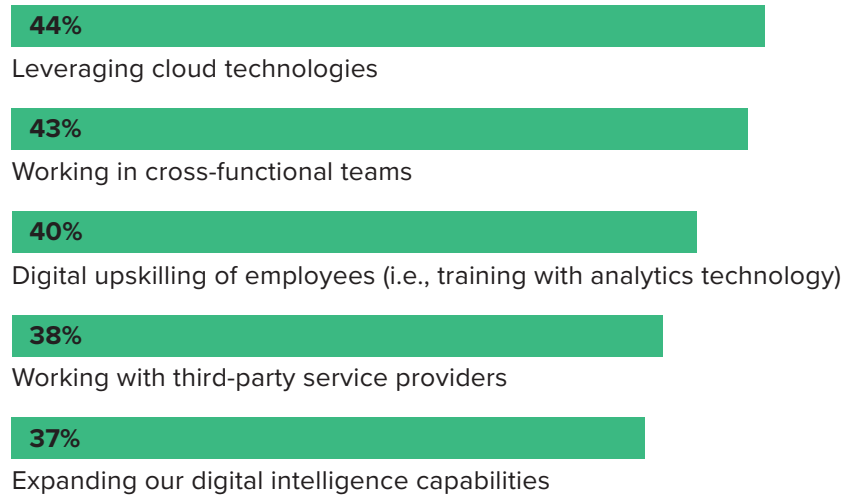 44%
Leveraging cloud technologies
43%
Working in cross-functional teams
40%
Digital upskilling of employees (i.e., training with analytics technology)
38%
Working with third-party service providers
37%
Expanding our digital intelligence capabilities